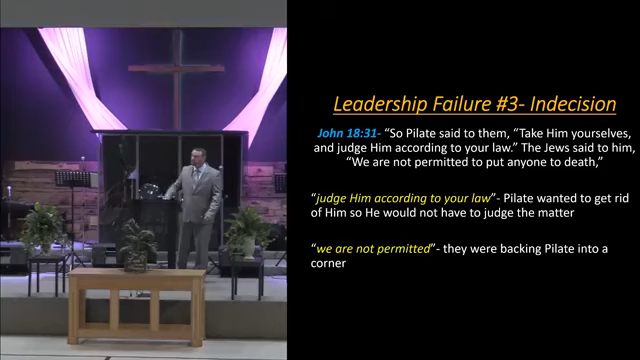 Leadership Failure #3- Indecision
John 18:31- “So Pilate said to them, “Take Him yourselves,
and judge Him according to your law.” The Jews said to him,
“We are not permitted to put anyone to death,”
“judge Him according to your law”- Pilate wanted to get rid
of Him so He would not have to judge the matter
“we are not permitted”- they were backing Pilate into a
corner